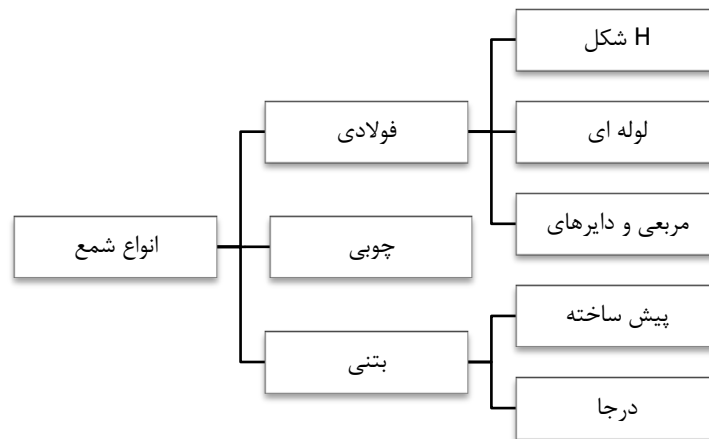 انواع شمع
فولادی
H شکل
لوله ای
مربعی و دایرهای
چوبی
بتنی
پیش ساخته
درجا